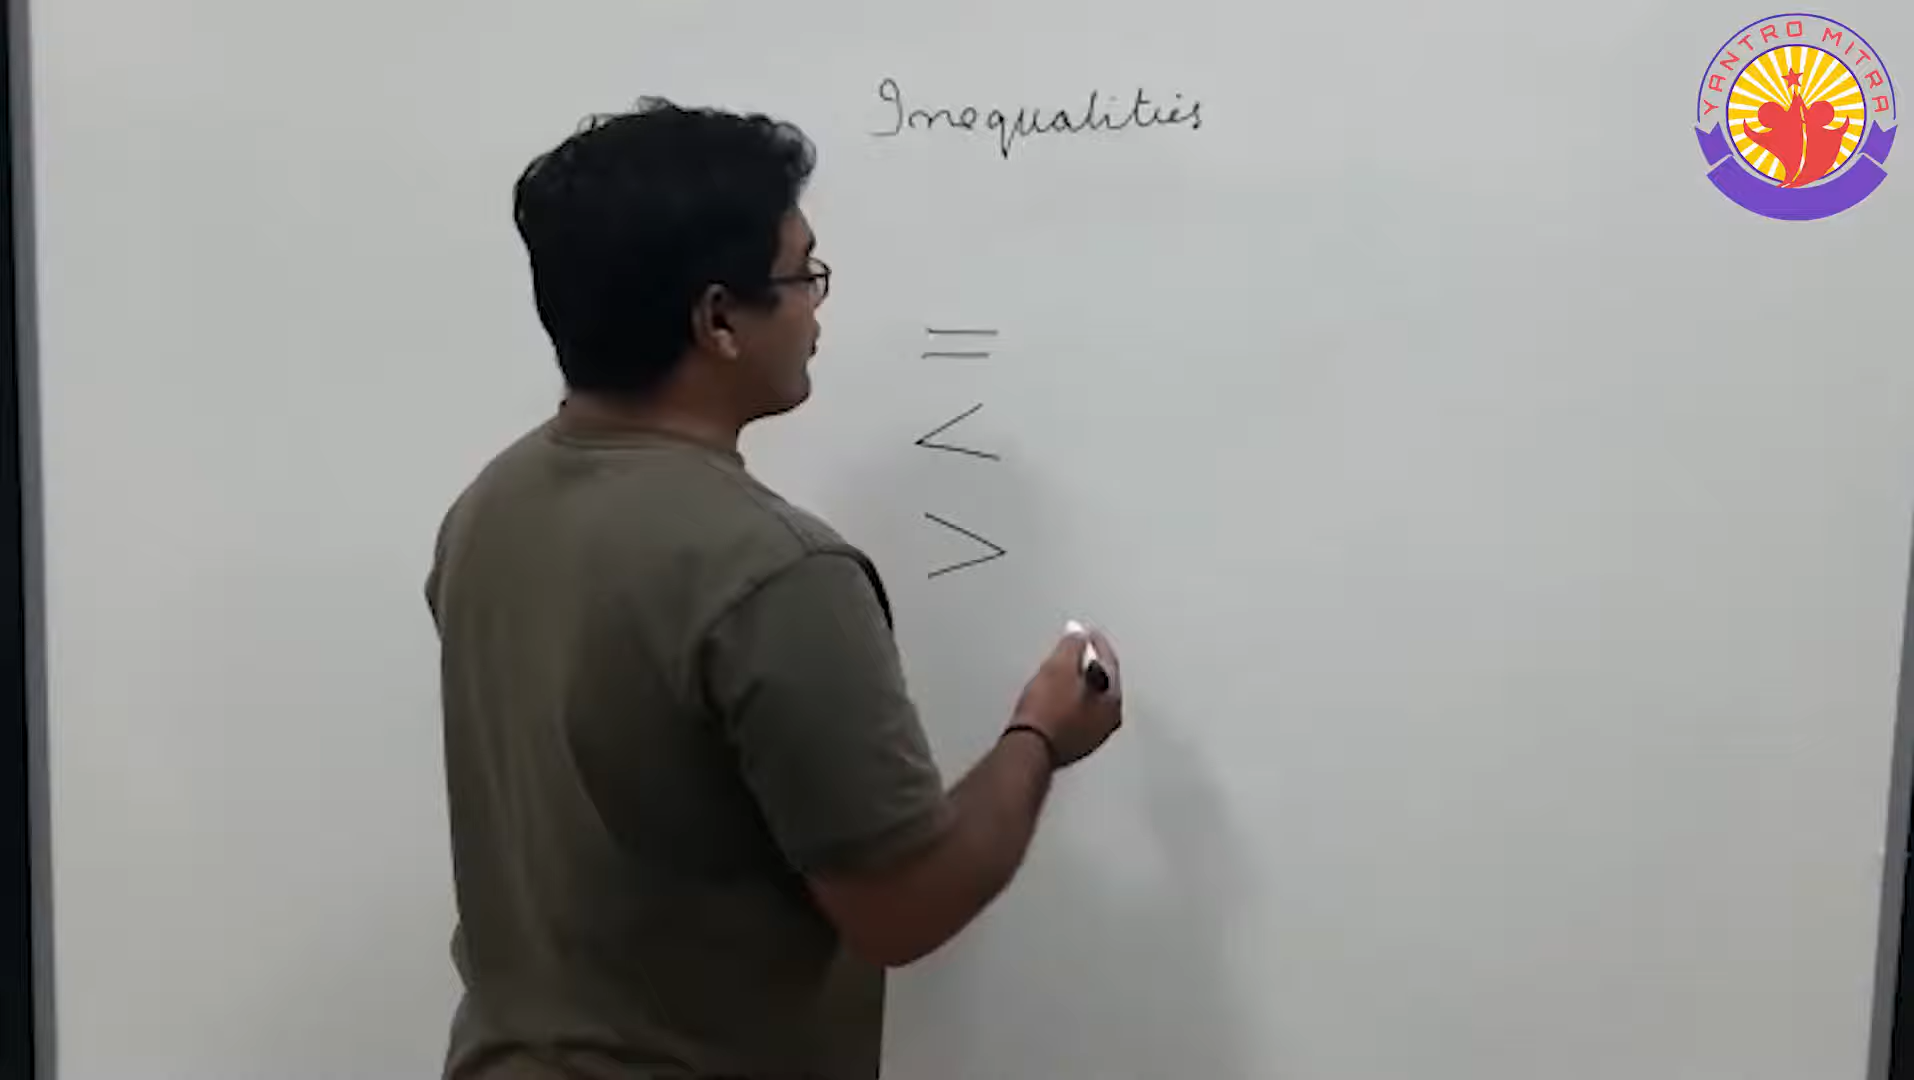 YANTRO MITRA
Inequalities
=
<
>